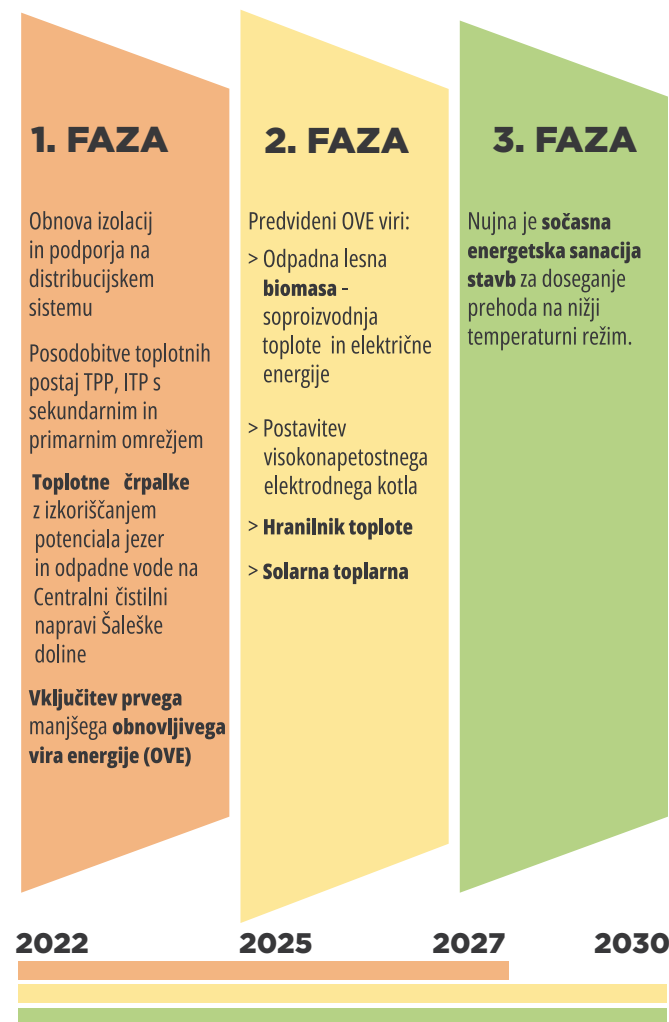 1. FAZA
Obnova izolacij
in podporja na
distribucijskem
sistemu
Posodobitve toplotnih
postaj TPP, ITP s
sekundarnim in
primarnim omrežjem
Toplotne črpalke
z izkoriščanjem
potenciala jezer
in odpadne vode na
Centralni čistilni
napravi Šaleške
doline
Vključitev prvega
manjšega obnovljivega
vira energije (OVE)
2. FAZA
Predvideni OVE viri:
> Odpadna lesna
biomasa -
soproizvodnja
toplote in električne
energije
> Postavitev
visokonapetostnega
elektrodnega kotla
> Hranilnik toplote
> Solarna toplarna
3. FAZA
Nujna je sočasna
energetska sanacija
stavb za doseganje
prehoda na nižji
temperaturni režim.
2022 2025 2027 2030